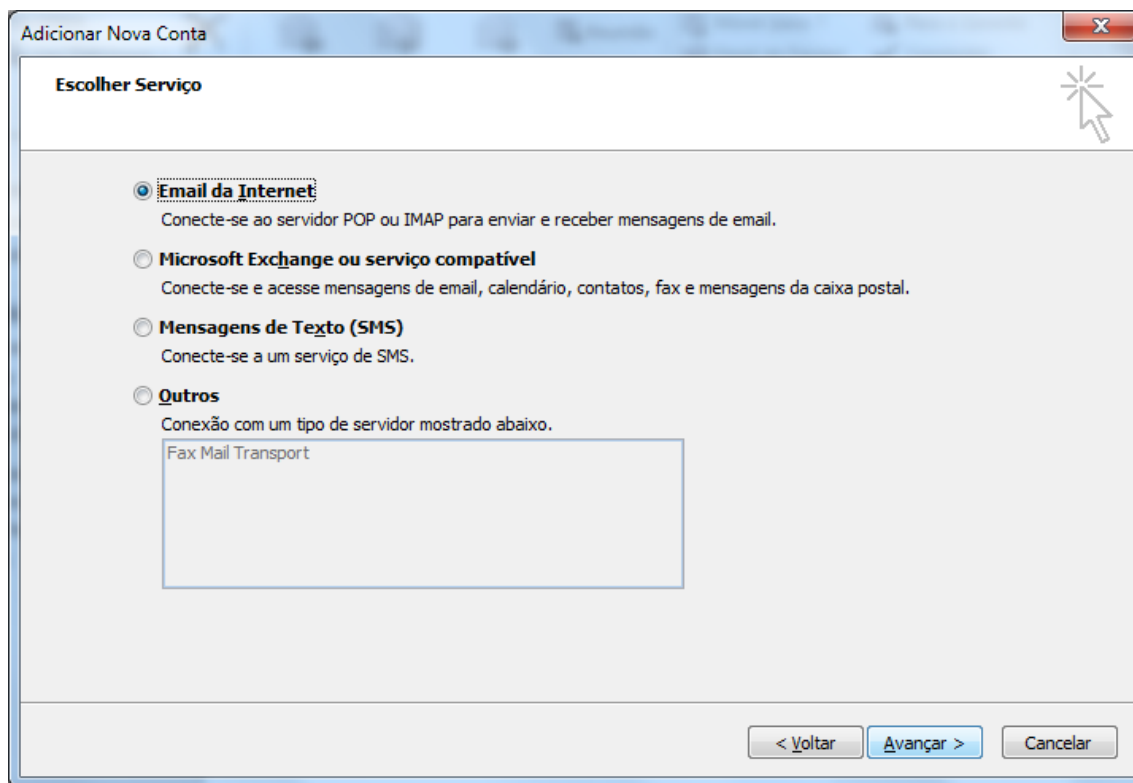 Adicionar Nova Conta
X
Escolher Serviço
Email da Internet
Conecte-se ao servidor POP ou IMAP para enviar e receber mensagens de email.
Microsoft Exchange ou serviço compatível
Conecte-se e acesse mensagens de email, calendário, contatos, fax e mensagens da caixa postal.
Mensagens de Texto (SMS)
Conecte-se a um serviço de SMS.
Outros
Conexão com um tipo de servidor mostrado abaixo.
Fax Mail Transport
< Voltar
Avançar >
Cancelar